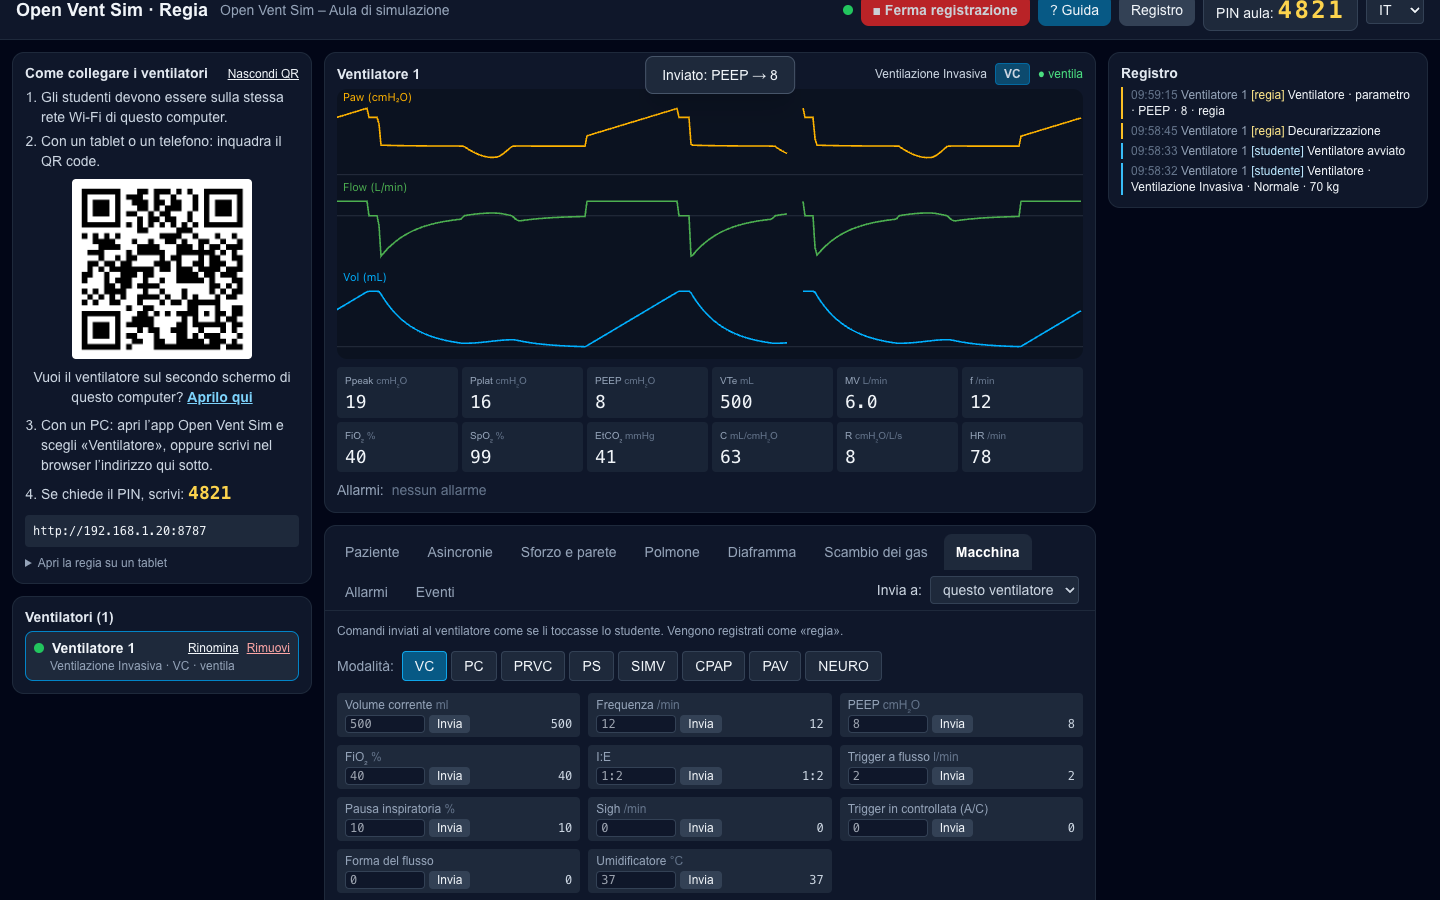 Open Vent Sim · Regia Open Vent Sim – Aula di simulazione
■ Ferma registrazione ? Guida Registro PIN aula: 4821 IT
Come collegare i ventilatori Nascondi QR
1. Gli studenti devono essere sulla stessa
rete Wi-Fi di questo computer.
2. Con un tablet o un telefono: inquadra il
QR code.
Vuoi il ventilatore sul secondo schermo di
questo computer? Aprilo qui
3. Con un PC: apri l'app Open Vent Sim e
scegli «Ventilatore», oppure scrivi nel
browser l'indirizzo qui sotto.
4. Se chiede il PIN, scrivi: 4821
http://192.168.1.20:8787
Apri la regia su un tablet
Ventilatori (1)
Ventilatore 1 Rinomina Rimuovi
Ventilazione Invasiva · VC · ventila
Ventilatore 1 Ventilazione Invasiva VC ● ventila
Inviato: PEEP → 8
Paw (cmH₂O)
Flow (L/min)
Vol (mL)
Ppeak cmH₂O Pplat cmH₂O PEEP cmH₂O VTe mL MV L/min f /min
19 16 8 500 6.0 12
FiO₂ % SpO₂ % EtCO₂ mmHg C mL/cmH₂O R cmH₂O/L/s HR /min
40 99 41 63 8 78
Allarmi: nessun allarme
Paziente Asincronie Sforzo e parete Polmone Diaframma Scambio dei gas Macchina
Allarmi Eventi Invia a: questo ventilatore
Comandi inviati al ventilatore come se li toccasse lo studente. Vengono registrati come «regia».
Modalità: VC PC PRVC PS SIMV CPAP PAV NEURO
Volume corrente ml Frequenza /min PEEP cmH₂O
500 Invia 500 12 Invia 12 8 Invia 8
FiO₂ % I:E Trigger a flusso l/min
40 Invia 40 1:2 Invia 1:2 2 Invia 2
Pausa inspiratoria % Sigh /min Trigger in controllata (A/C)
10 Invia 10 0 Invia 0 0 Invia 0
Forma del flusso Umidificatore °C
0 Invia 0 37 Invia 37
Registro
09:59:15 Ventilatore 1 [regia] Ventilatore · parametro
· PEEP · 8 · regia
09:58:45 Ventilatore 1 [regia] Decurarizzazione
09:58:33 Ventilatore 1 [studente] Ventilatore avviato
09:58:32 Ventilatore 1 [studente] Ventilatore ·
Ventilazione Invasiva · Normale · 70 kg